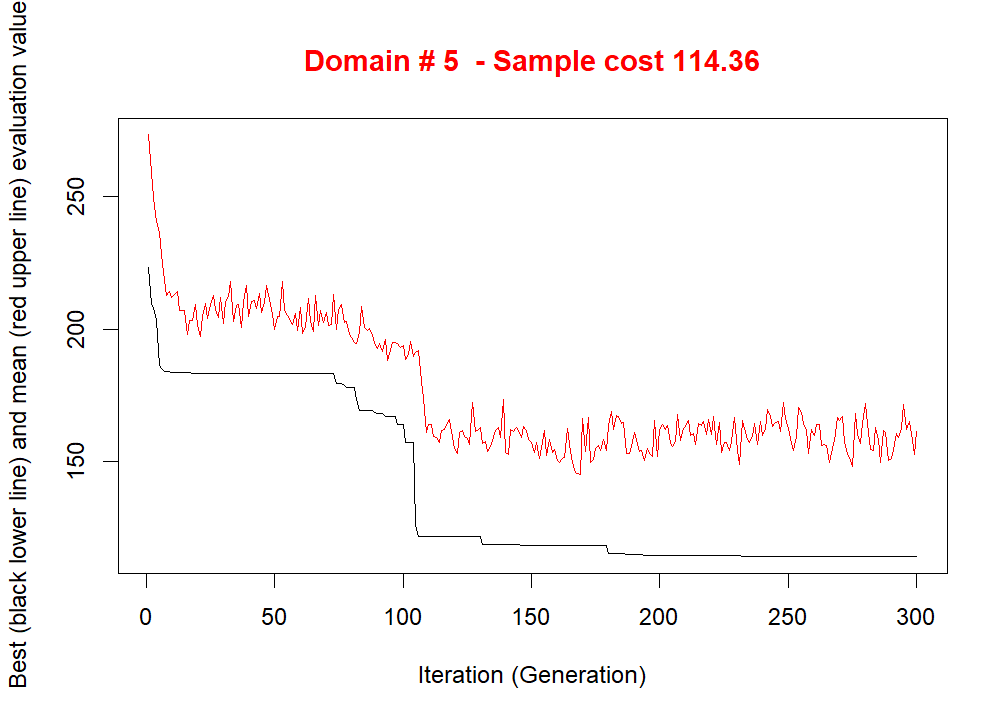 Domain # 5  - Sample cost 114.36
Best (black lower line) and mean (red upper line) evaluation value
250
200
150
0 50 100 150 200 250 300
Iteration (Generation)